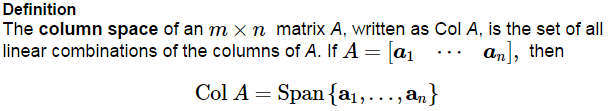 Definition
The column space of an m × n matrix A, written as Col A, is the set of all
linear combinations of the columns of A. If A = [a₁ ⋯ aₙ], then
Col A = Span {a₁, . . . , aₙ}